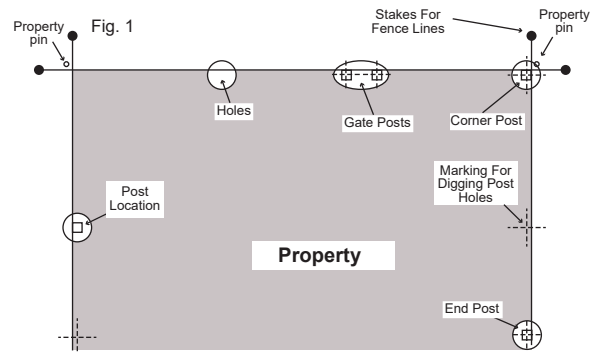 Property
pin
Fig. 1
Stakes For
Fence Lines
Property
pin
Holes
Gate Posts
Corner Post
Post
Location
Marking For
Digging Post
Holes
Property
End Post